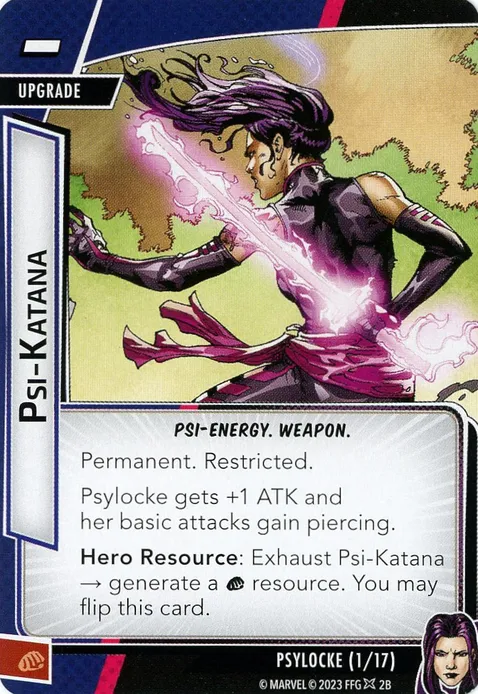 UPGRADE
PSI-KATANA
PSI-ENERGY. WEAPON.
Permanent. Restricted.
Psylocke gets +1 ATK and
her basic attacks gain piercing.
Hero Resource: Exhaust Psi-Katana
→ generate a resource. You may
flip this card.
PSYLOCKE (1/17)
© MARVEL © 2023 FFG 2B